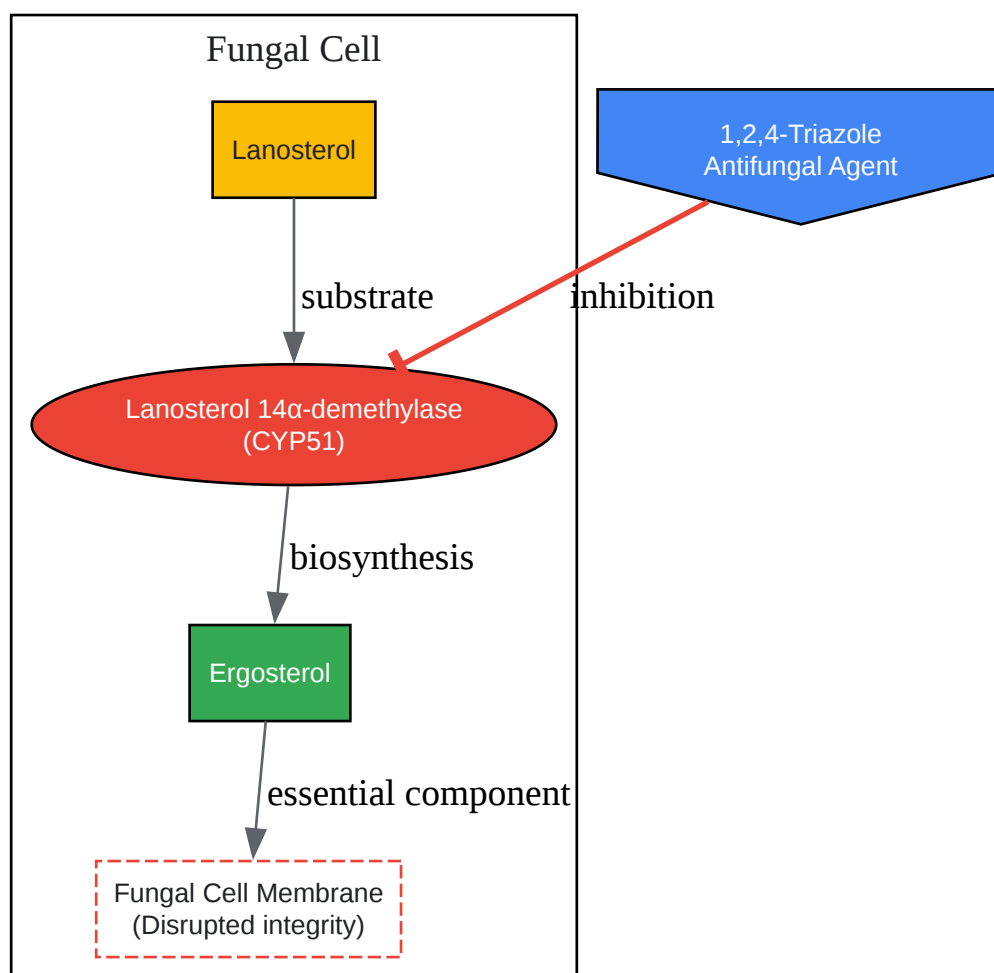 Fungal Cell
Lanosterol
1,2,4-Triazole
Antifungal Agent
substrate
inhibition
Lanosterol 14α-demethylase
(CYP51)
biosynthesis
Ergosterol
essential component
Fungal Cell Membrane
(Disrupted integrity)